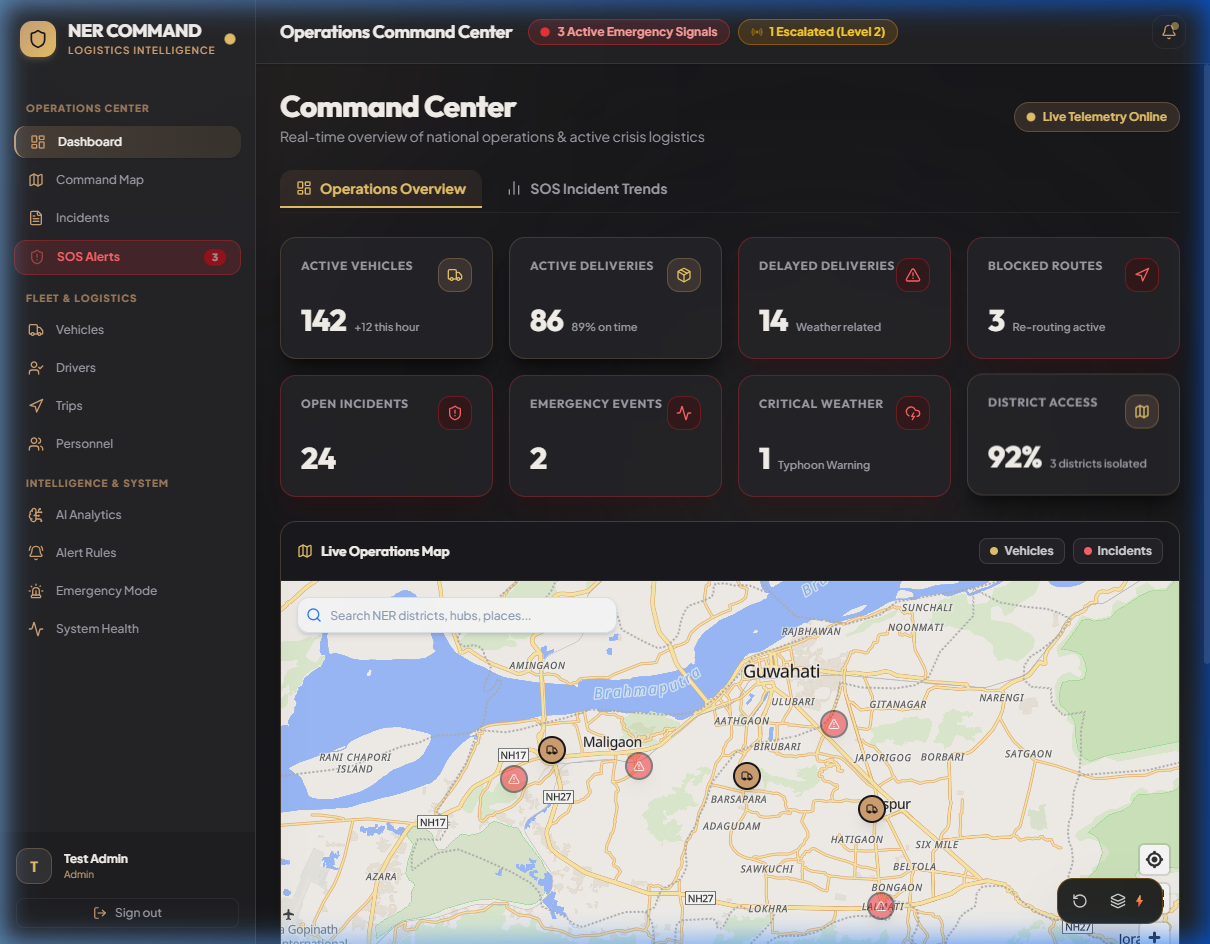 NER COMMAND
LOGISTICS INTELLIGENCE
Operations Command Center
3 Active Emergency Signals
1 Escalated (Level 2)
OPERATIONS CENTER
Dashboard
Command Map
Incidents
SOS Alerts
3
FLEET & LOGISTICS
Vehicles
Drivers
Trips
Personnel
INTELLIGENCE & SYSTEM
AI Analytics
Alert Rules
Emergency Mode
System Health
T
Test Admin
Admin
Sign out
Command Center
Real-time overview of national operations & active crisis logistics
Live Telemetry Online
Operations Overview
SOS Incident Trends
ACTIVE VEHICLES
142 +12 this hour
ACTIVE DELIVERIES
86 89% on time
DELAYED DELIVERIES
14 Weather related
BLOCKED ROUTES
3 Re-routing active
OPEN INCIDENTS
24
EMERGENCY EVENTS
2
CRITICAL WEATHER
1 Typhoon Warning
DISTRICT ACCESS
92% 3 districts isolated
Live Operations Map
Vehicles
Incidents
Search NER districts, hubs, places...
Bra
SUNCHALI
NOONMATI
RAJBHAWAN
AMINGAON
Guwahati
Brahmaputra
ULUBARI
NARENGI
GITANAGAR
AATHGAON
Maligaon
BIRUBARI
NH17
RANI CHAPORI
ISLAND
JAPORIGOG
BORBARI
SATGAON
NH27
BARSAPARA
spur
NH17
ADAGUDAM
HATIGAON
SIX MILE
SAWKUCHI
BELTOLA
AZARA
BONGAON
NH27
LOKHRA
NH27
a Gopinath
International